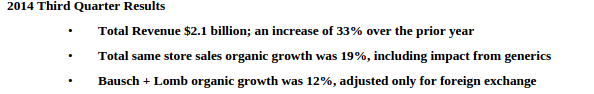 2014 Third Quarter Results
• Total Revenue $2.1 billion; an increase of 33% over the prior year
• Total same store sales organic growth was 19%, including impact from generics
• Bausch + Lomb organic growth was 12%, adjusted only for foreign exchange